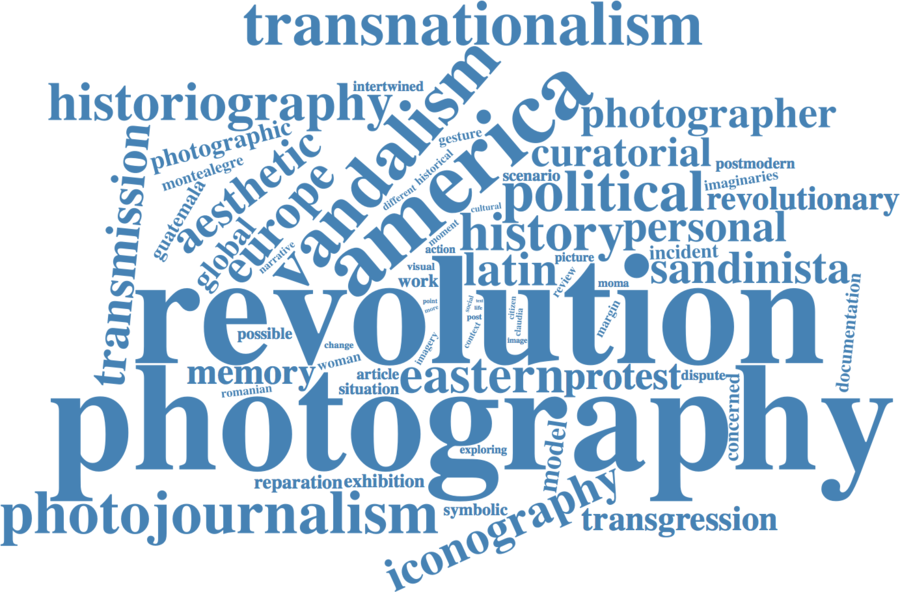 transnationalism
historiography
intertwined
vandalism
america
photographer
photographic
gesture
montealegre
transmission
aesthetic
curatorial
postmodern
guatemala
europe
different
historical
scenario
political
imaginaries
revolutionary
cultural
global
narrative
moment
history
personal
action
incident
visual
work
latin
picture
sandinista
review
moma
documentation
revolution
point
more
social
text
life
post
citizen
claudia
image
context
margin
possible
change
imagery
woman
memory
article
eastern
protest
dispute
romanian
situation
concerned
photography
model
exploring
reparation
exhibition
photojournalism
symbolic
iconography
transgression